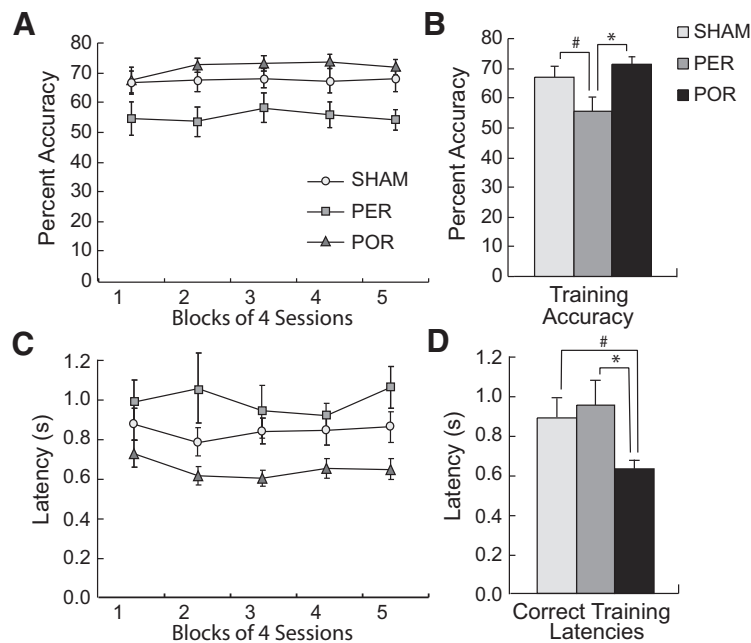 A
Percent Accuracy
80
70
60
50
40
30
20
10
0
SHAM
PER
POR
1 2 3 4 5
Blocks of 4 Sessions
B
Percent Accuracy
80
70
60
50
40
30
20
10
0
# *
SHAM
PER
POR
Training
Accuracy
C
Latency (s)
1.2
1.0
0.8
0.6
0.4
0.2
0.0
1 2 3 4 5
Blocks of 4 Sessions
D
Latency (s)
1.2
1.0
0.8
0.6
0.4
0.2
0.0
#
*
Correct Training
Latencies